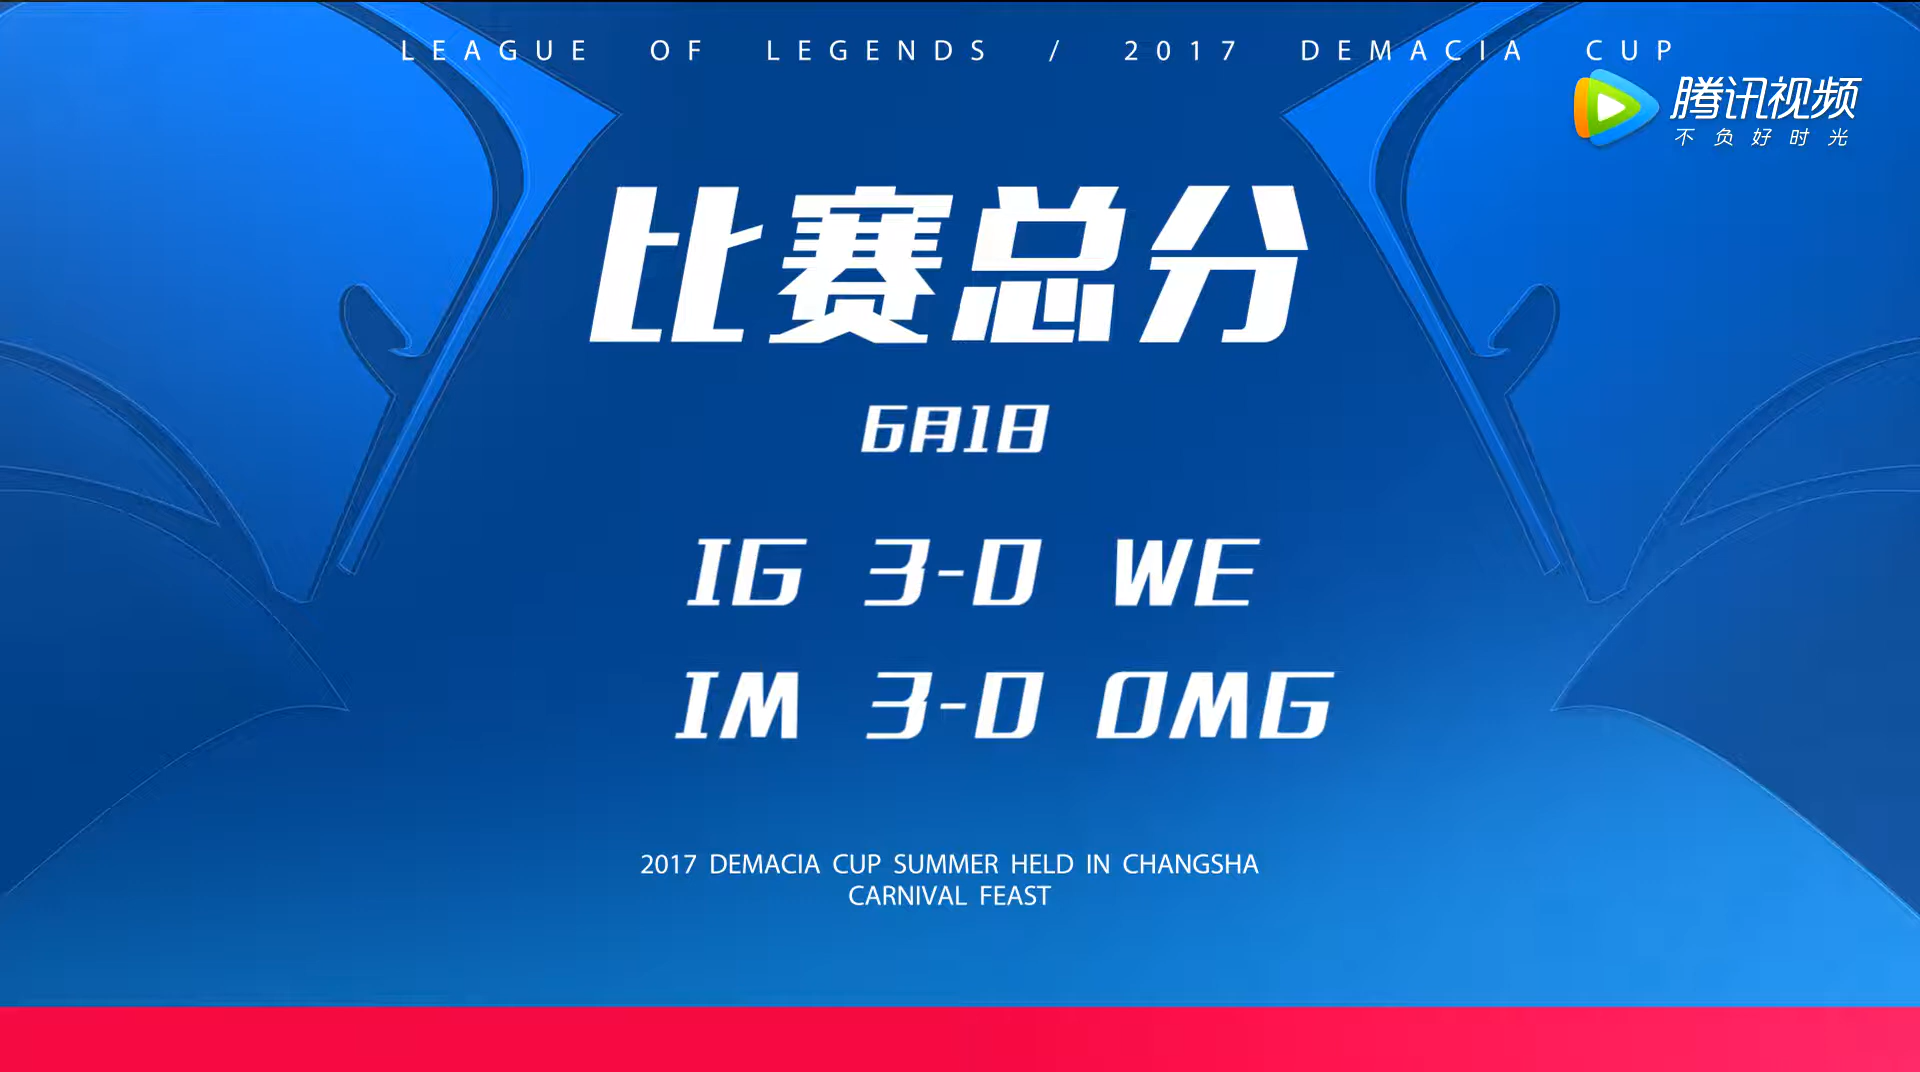 LEAGUE OF LEGENDS / 2017 DEMACIA CUP
腾讯视频
不负好时光
比赛总分
6月1日
IG 3-0 WE
IM 3-0 OMG
2017 DEMACIA CUP SUMMER HELD IN CHANGSHA
CARNIVAL FEAST